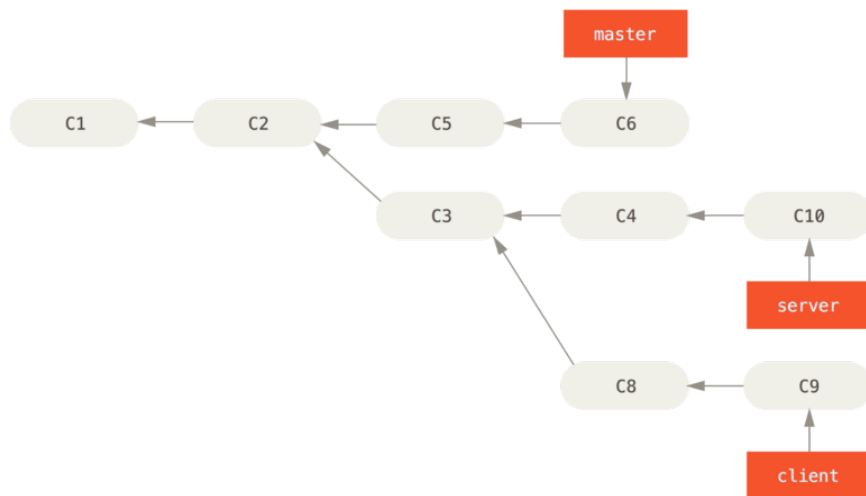 master
C1 C2 C5 C6
C3 C4 C10
server
C8 C9
client